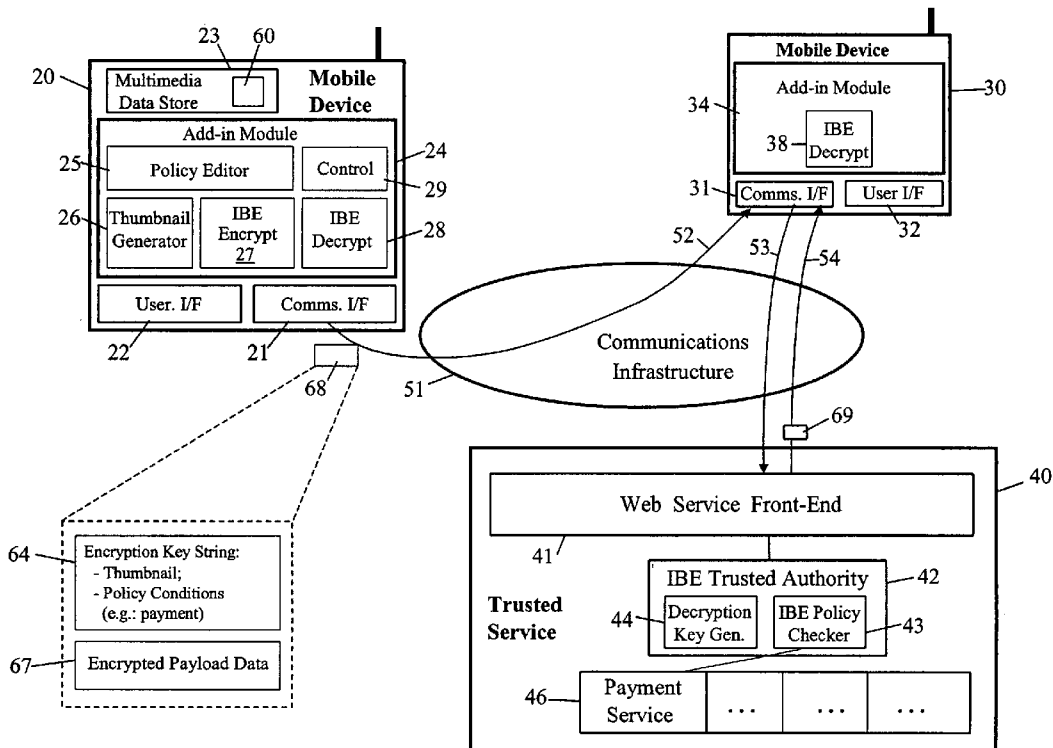 23 60
20
Multimedia
Data Store
Mobile
Device
Add-in Module
24
25
Policy Editor
Control
29
26
Thumbnail
Generator
IBE
Encrypt
27
IBE
Decrypt
28
User. I/F
Comms. I/F
22
21
68
Mobile Device
30
34
Add-in Module
38
IBE
Decrypt
31
Comms. I/F
User I/F
32
52
53
54
Communications
Infrastructure
51
69
40
Web Service Front-End
41
IBE Trusted Authority
42
Trusted
Service
44
Decryption
Key Gen.
IBE Policy
Checker
43
46
Payment
Service
...
...
...
64
Encryption Key String:
- Thumbnail;
- Policy Conditions
(e.g.: payment)
67
Encrypted Payload Data